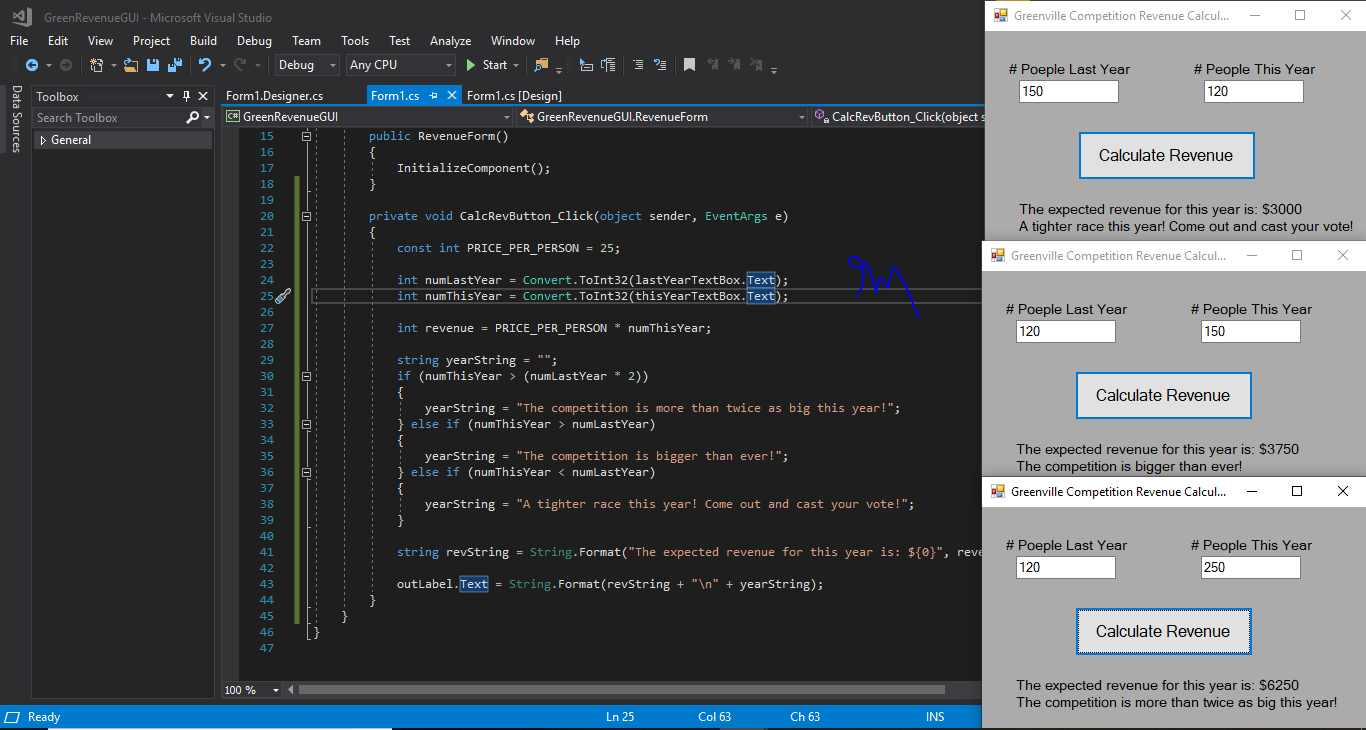 GreenRevenueGUI - Microsoft Visual Studio
File Edit View Project Build Debug Team Tools Test Analyze Window Help
Debug Any CPU Start
Data Sources
Toolbox
Search Toolbox
General
Form1.Designer.cs Form1.cs Form1.cs [Design]
C# GreenRevenueGUI GreenRevenueGUI.RevenueForm CalcRevButton_Click(object s
15 public RevenueForm()
16 {
17 InitializeComponent();
18 }
19
20 private void CalcRevButton_Click(object sender, EventArgs e)
21 {
22 const int PRICE_PER_PERSON = 25;
23
24 int numLastYear = Convert.ToInt32(lastYearTextBox.Text);
25 int numThisYear = Convert.ToInt32(thisYearTextBox.Text);
26
27 int revenue = PRICE_PER_PERSON * numThisYear;
28
29 string yearString = "";
30 if (numThisYear > (numLastYear * 2))
31 {
32 yearString = "The competition is more than twice as big this year!";
33 } else if (numThisYear > numLastYear)
34 {
35 yearString = "The competition is bigger than ever!";
36 } else if (numThisYear < numLastYear)
37 {
38 yearString = "A tighter race this year! Come out and cast your vote!";
39 }
40
41 string revString = String.Format("The expected revenue for this year is: ${0}", reve
42
43 outLabel.Text = String.Format(revString + "\n" + yearString);
44 }
45 }
46 }
47
100 %
Ready Ln 25 Col 63 Ch 63 INS
Greenville Competition Revenue Calcul...
# Poeple Last Year # People This Year
150 120
Calculate Revenue
The expected revenue for this year is: $3000
A tighter race this year! Come out and cast your vote!
Greenville Competition Revenue Calcu...
# Poeple Last Year # People This Year
120 150
Calculate Revenue
The expected revenue for this year is: $3750
The competition is bigger than ever!
Greenville Competition Revenue Calcu...
# Poeple Last Year # People This Year
120 250
Calculate Revenue
The expected revenue for this year is: $6250
The competition is more than twice as big this year!